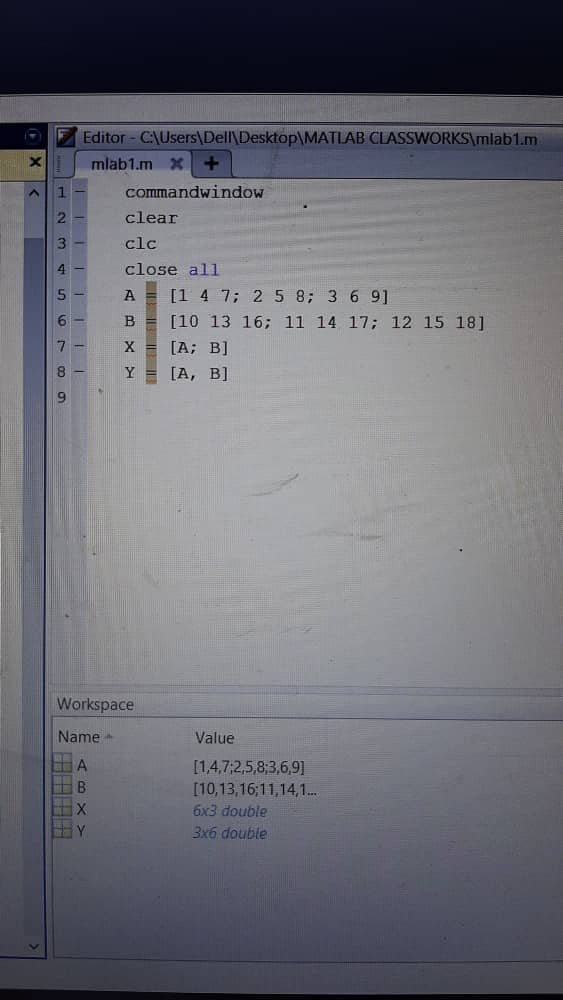 Editor - C:\Users\Dell\Desktop\MATLAB CLASSWORKS\mlab1.m
mlab1.m × +
1 – commandwindow
2 – clear
3 – clc
4 – close all
5 – A = [1 4 7; 2 5 8; 3 6 9]
6 – B = [10 13 16; 11 14 17; 12 15 18]
7 – X = [A; B]
8 – Y = [A, B]
9
Workspace
Name Value
A [1,4,7;2,5,8;3,6,9]
B [10,13,16;11,14,1...
X 6x3 double
Y 3x6 double